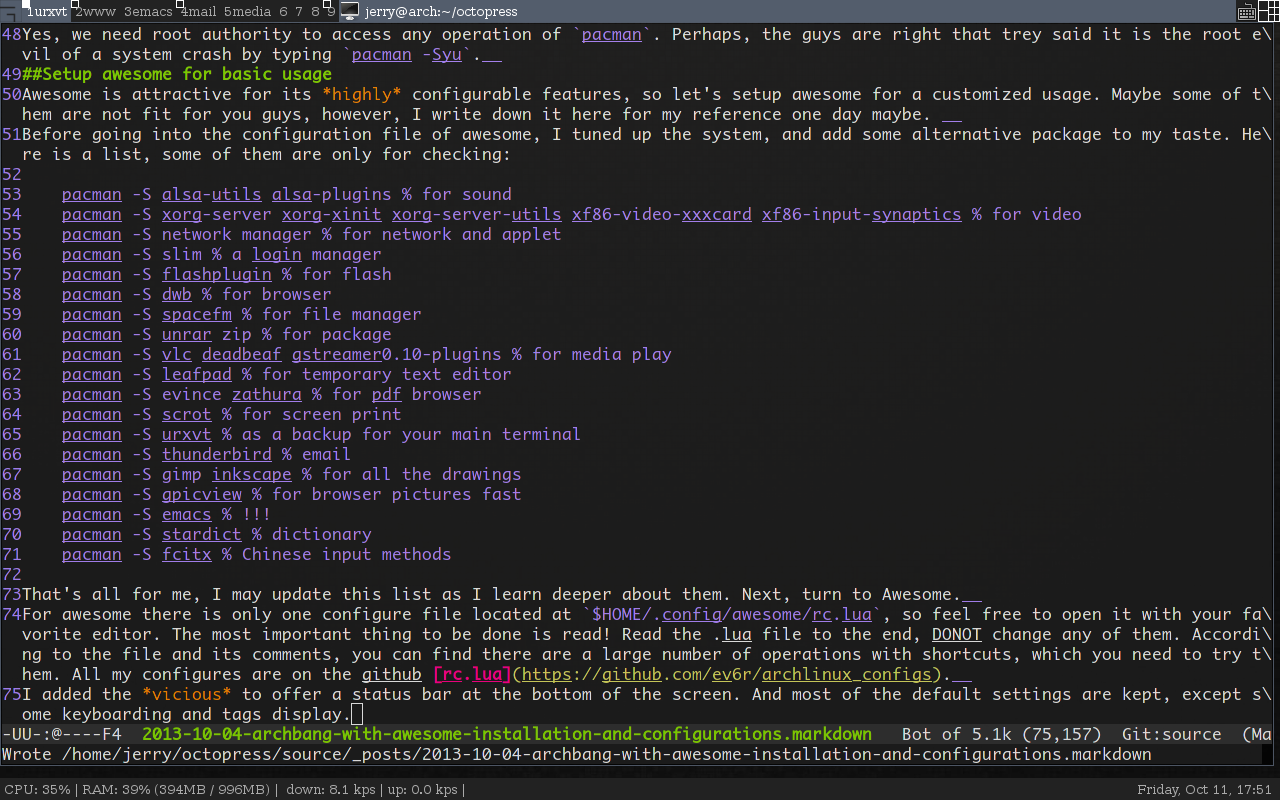 1urxvt 2www 3emacs 4mail 5media 6 7 8 9 jerry@arch:~/octopress
48Yes, we need root authority to access any operation of `pacman`. Perhaps, the guys are right that trey said it is the root e\
vil of a system crash by typing `pacman -Syu`.__
49##Setup awesome for basic usage
50Awesome is attractive for its *highly* configurable features, so let's setup awesome for a customized usage. Maybe some of t\
hem are not fit for you guys, however, I write down it here for my reference one day maybe. __
51Before going into the configuration file of awesome, I tuned up the system, and add some alternative package to my taste. He\
re is a list, some of them are only for checking:
52
53    pacman -S alsa-utils alsa-plugins % for sound
54    pacman -S xorg-server xorg-xinit xorg-server-utils xf86-video-xxxcard xf86-input-synaptics % for video
55    pacman -S network manager % for network and applet
56    pacman -S slim % a login manager
57    pacman -S flashplugin % for flash
58    pacman -S dwb % for browser
59    pacman -S spacefm % for file manager
60    pacman -S unrar zip % for package
61    pacman -S vlc deadbeaf gstreamer0.10-plugins % for media play
62    pacman -S leafpad % for temporary text editor
63    pacman -S evince zathura % for pdf browser
64    pacman -S scrot % for screen print
65    pacman -S urxvt % as a backup for your main terminal
66    pacman -S thunderbird % email
67    pacman -S gimp inkscape % for all the drawings
68    pacman -S gpicview % for browser pictures fast
69    pacman -S emacs % !!!
70    pacman -S stardict % dictionary
71    pacman -S fcitx % Chinese input methods
72
73That's all for me, I may update this list as I learn deeper about them. Next, turn to Awesome.__
74For awesome there is only one configure file located at `$HOME/.config/awesome/rc.lua`, so feel free to open it with your fa\
vorite editor. The most important thing to be done is read! Read the .lua file to the end, DONOT change any of them. Accordi\
ng to the file and its comments, you can find there are a large number of operations with shortcuts, which you need to try t\
hem. All my configures are on the github [rc.lua](https://github.com/ev6r/archlinux_configs).__
75I added the *vicious* to offer a status bar at the bottom of the screen. And most of the default settings are kept, except s\
ome keyboarding and tags display.
-UU-:@----F4  2013-10-04-archbang-with-awesome-installation-and-configurations.markdown   Bot of 5.1k (75,157)  Git:source  (Ma
Wrote /home/jerry/octopress/source/_posts/2013-10-04-archbang-with-awesome-installation-and-configurations.markdown
CPU: 35% | RAM: 39% (394MB / 996MB) | down: 8.1 kps | up: 0.0 kps | Friday, Oct 11, 17:51